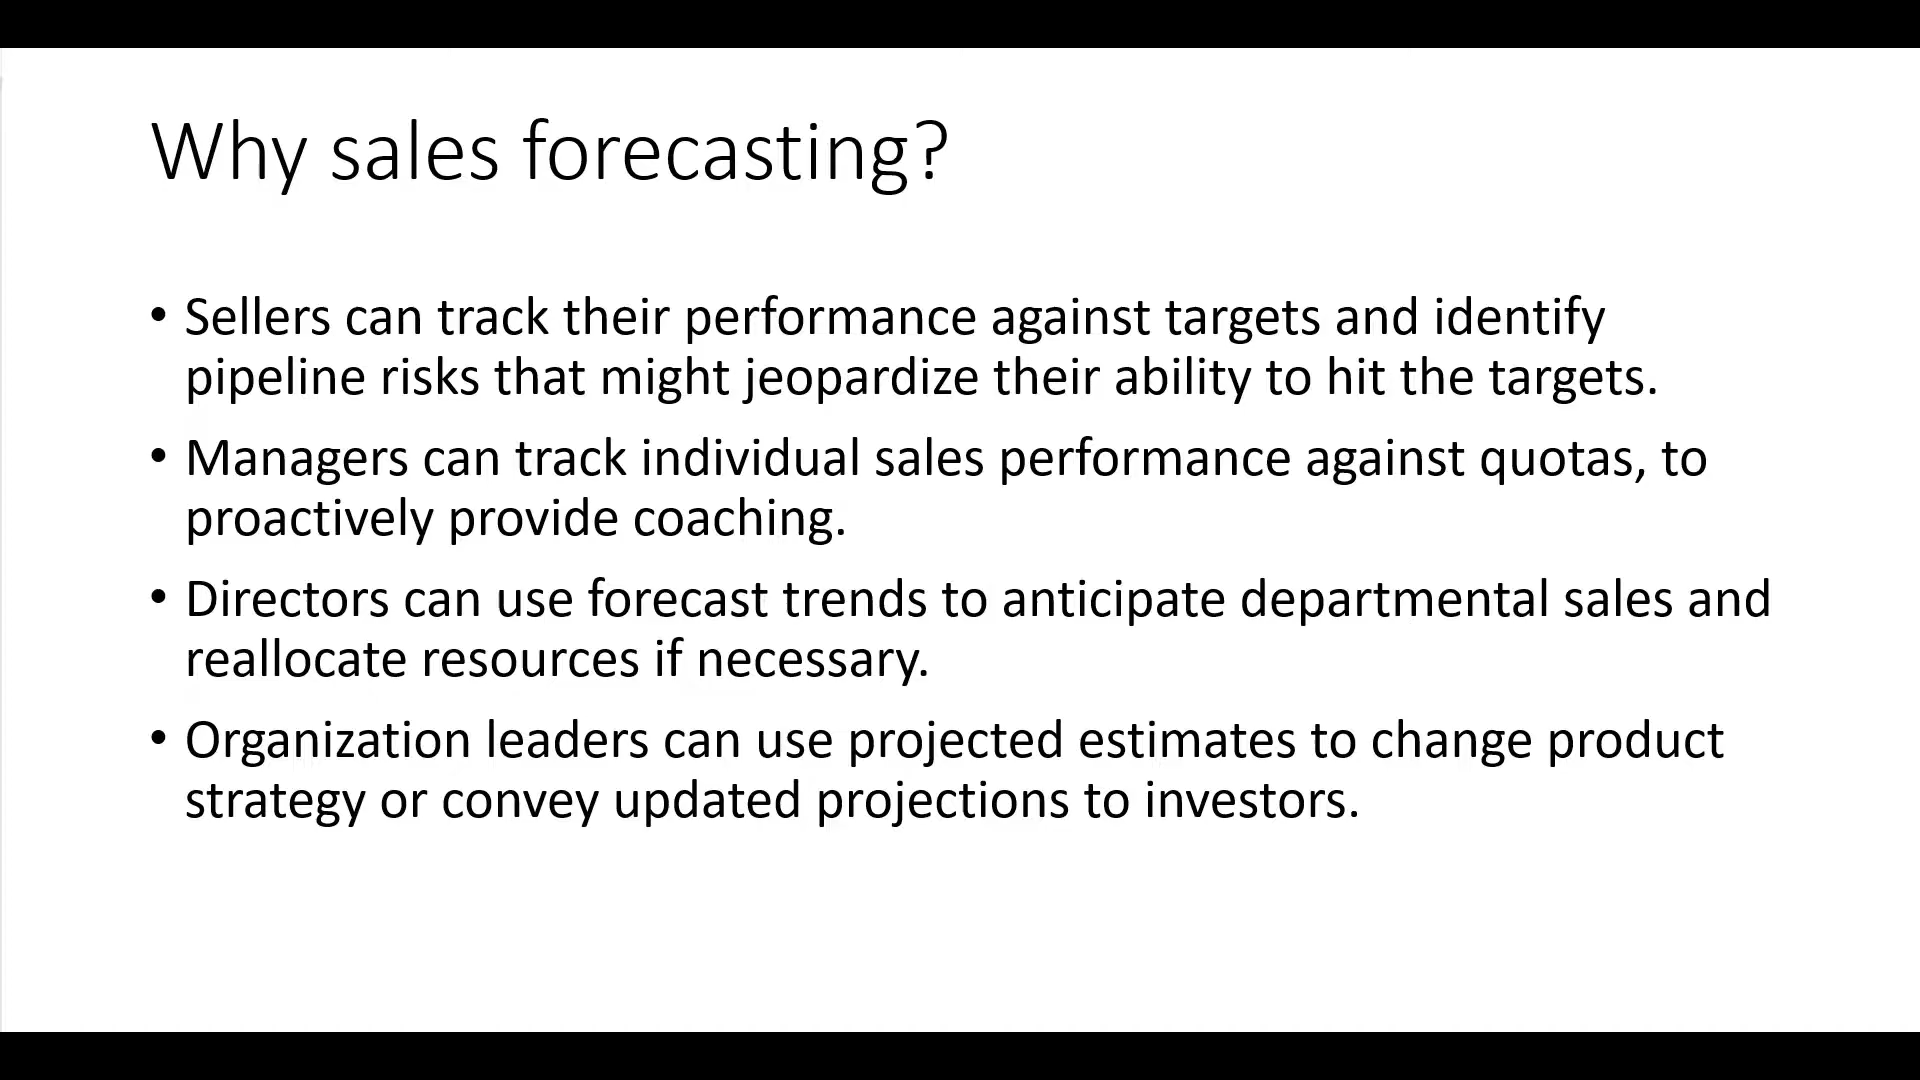 Why sales forecasting?
• Sellers can track their performance against targets and identify
pipeline risks that might jeopardize their ability to hit the targets.
• Managers can track individual sales performance against quotas, to
proactively provide coaching.
• Directors can use forecast trends to anticipate departmental sales and
reallocate resources if necessary.
• Organization leaders can use projected estimates to change product
strategy or convey updated projections to investors.